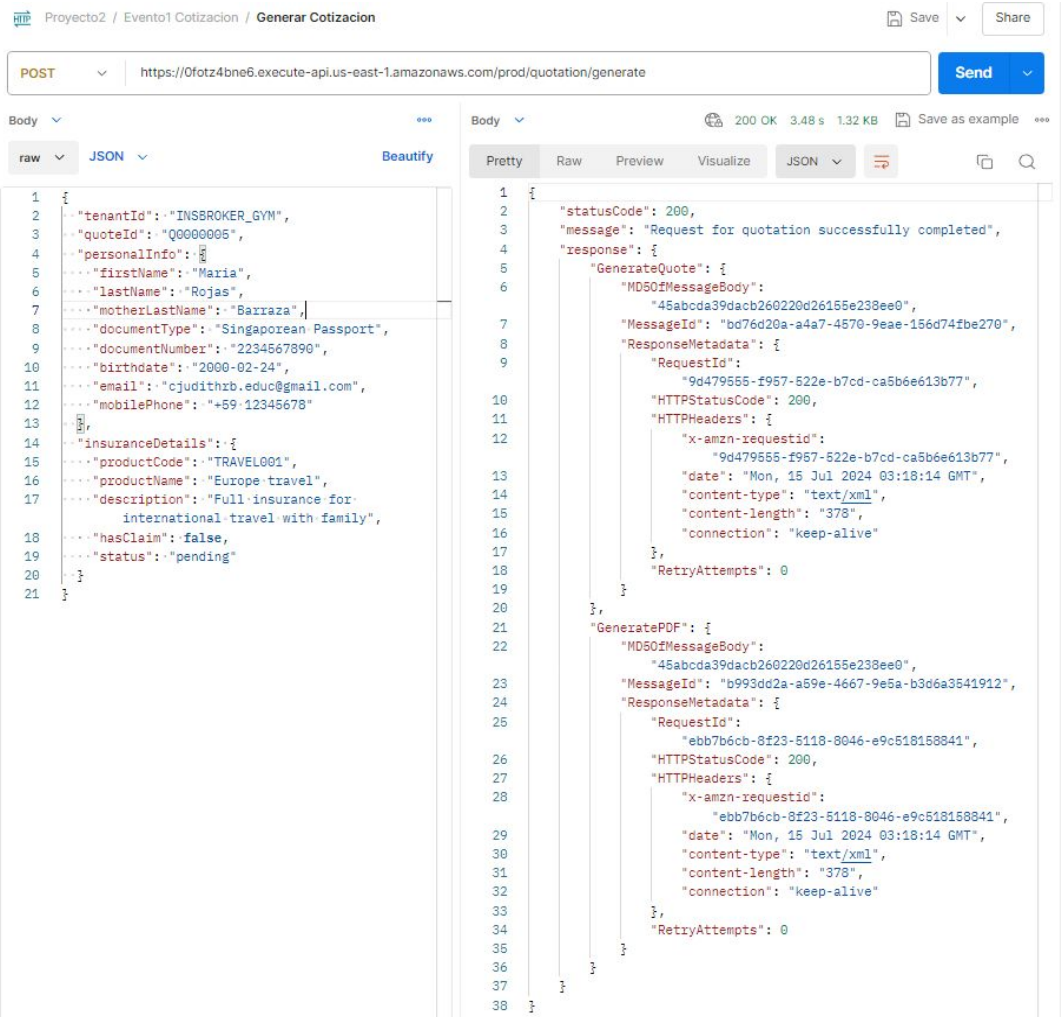 HTTP Proyecto2 / Evento1 Cotizacion / Generar Cotizacion Save Share
POST https://0fotz4bne6.execute-api.us-east-1.amazonaws.com/prod/quotation/generate Send
Body
raw JSON Beautify
1 {
2 "tenantId": "INSBROKER_GYM",
3 "quoteId": "Q0000005",
4 "personalInfo": {
5 "firstName": "Maria",
6 "lastName": "Rojas",
7 "motherLastName": "Barraza",
8 "documentType": "Singaporean Passport",
9 "documentNumber": "2234567890",
10 "birthdate": "2000-02-24",
11 "email": "cjudithrb.educ@gmail.com",
12 "mobilePhone": "+59 12345678"
13 },
14 "insuranceDetails": {
15 "productCode": "TRAVEL001",
16 "productName": "Europe travel",
17 "description": "Full insurance for
international travel with family",
18 "hasClaim": false,
19 "status": "pending"
20 }
21 }
Body 200 OK 3.48 s 1.32 KB Save as example
Pretty Raw Preview Visualize JSON
1 {
2 "statusCode": 200,
3 "message": "Request for quotation successfully completed",
4 "response": {
5 "GenerateQuote": {
6 "MD5OfMessageBody":
"45abcda39dacb260220d26155e238ee0",
7 "MessageId": "bd76d20a-a4a7-4570-9eae-156d74fbe270",
8 "ResponseMetadata": {
9 "RequestId":
"9d479555-f957-522e-b7cd-ca5b6e613b77",
10 "HTTPStatusCode": 200,
11 "HTTPHeaders": {
12 "x-amzn-requestid":
"9d479555-f957-522e-b7cd-ca5b6e613b77",
13 "date": "Mon, 15 Jul 2024 03:18:14 GMT",
14 "content-type": "text/xml",
15 "content-length": "378",
16 "connection": "keep-alive"
17 },
18 "RetryAttempts": 0
19 }
20 },
21 "GeneratePDF": {
22 "MD5OfMessageBody":
"45abcda39dacb260220d26155e238ee0",
23 "MessageId": "b993dd2a-a59e-4667-9e5a-b3d6a3541912",
24 "ResponseMetadata": {
25 "RequestId":
"ebb7b6cb-8f23-5118-8046-e9c518158841",
26 "HTTPStatusCode": 200,
27 "HTTPHeaders": {
28 "x-amzn-requestid":
"ebb7b6cb-8f23-5118-8046-e9c518158841",
29 "date": "Mon, 15 Jul 2024 03:18:14 GMT",
30 "content-type": "text/xml",
31 "content-length": "378",
32 "connection": "keep-alive"
33 },
34 "RetryAttempts": 0
35 }
36 }
37 }
38 }